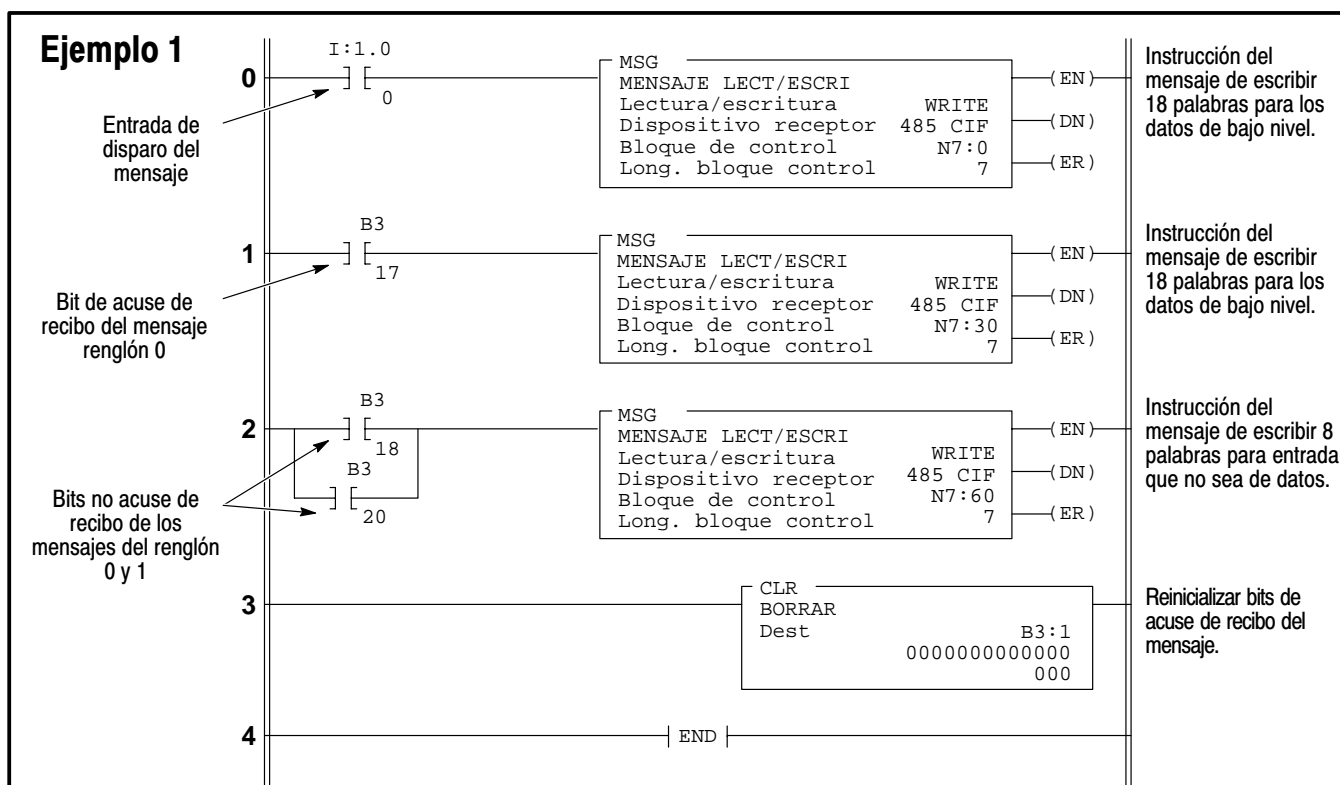 Ejemplo 1
0
I:1.0
0
Entrada de
disparo del
mensaje
MSG
MENSAJE LECT/ESCRI
Lectura/escritura WRITE
Dispositivo receptor 485 CIF
Bloque de control N7:0
Long. bloque control 7
(EN)
(DN)
(ER)
Instrucción del
mensaje de escribir
18 palabras para los
datos de bajo nivel.
1
B3
17
Bit de acuse de
recibo del mensaje
renglón 0
MSG
MENSAJE LECT/ESCRI
Lectura/escritura WRITE
Dispositivo receptor 485 CIF
Bloque de control N7:30
Long. bloque control 7
(EN)
(DN)
(ER)
Instrucción del
mensaje de escribir
18 palabras para los
datos de bajo nivel.
2
B3
18
B3
20
Bits no acuse de
recibo de los
mensajes del renglón
0 y 1
MSG
MENSAJE LECT/ESCRI
Lectura/escritura WRITE
Dispositivo receptor 485 CIF
Bloque de control N7:60
Long. bloque control 7
(EN)
(DN)
(ER)
Instrucción del
mensaje de escribir 8
palabras para entrada
que no sea de datos.
3
CLR
BORRAR
Dest B3:1
0000000000000
000
Reinicializar bits de
acuse de recibo del
mensaje.
4
END